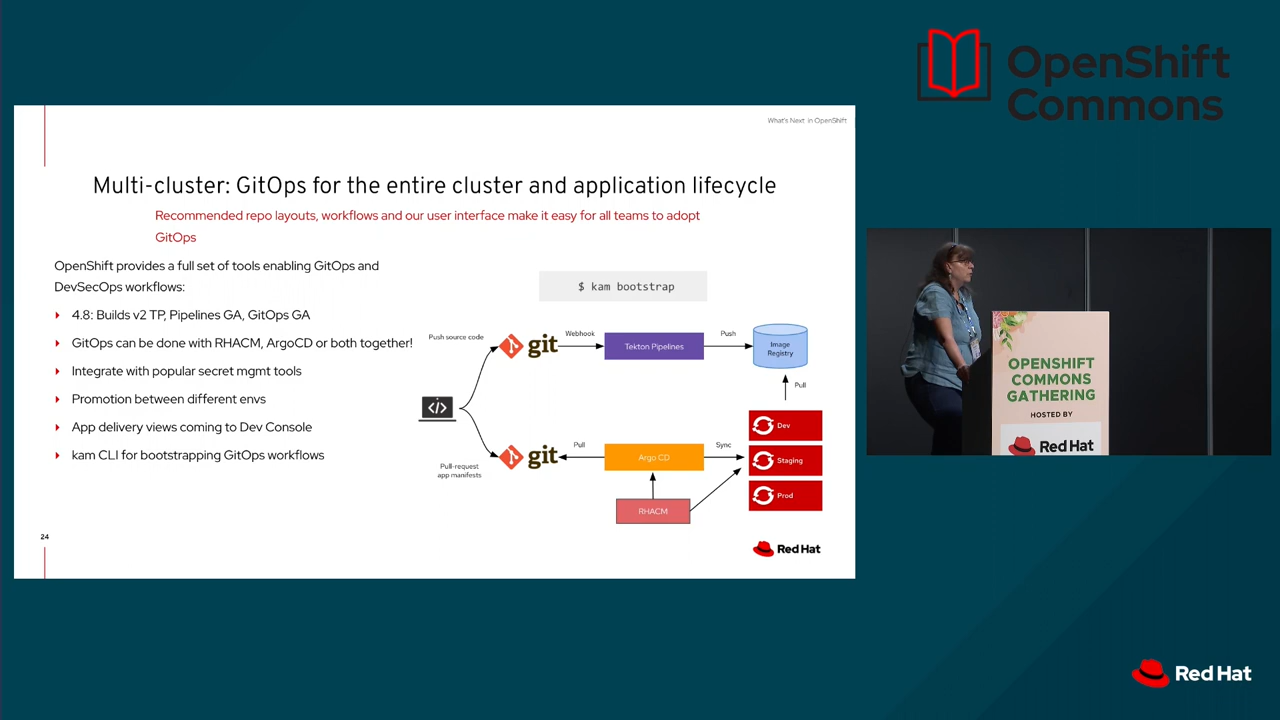 OpenShift
Commons
What's Next in OpenShift
Multi-cluster: GitOps for the entire cluster and application lifecycle
Recommended repo layouts, workflows and our user interface make it easy for all teams to adopt
GitOps
OpenShift provides a full set of tools enabling GitOps and
DevSecOps workflows:
4.8: Builds v2 TP, Pipelines GA, GitOps GA
GitOps can be done with RHACM, ArgoCD or both together!
Integrate with popular secret mgmt tools
Promotion between different envs
App delivery views coming to Dev Console
kam CLI for bootstrapping GitOps workflows
$ kam bootstrap
Push source code
git
Webhook
Tekton Pipelines
Push
Image
Registry
Pull
</>
Pull-request
app manifests
git
Pull
Argo CD
Sync
Dev
Staging
Prod
RHACM
24
Red Hat
OPENSHIFT
COMMONS
GATHERING
HOSTED BY
Red Hat
Red Hat